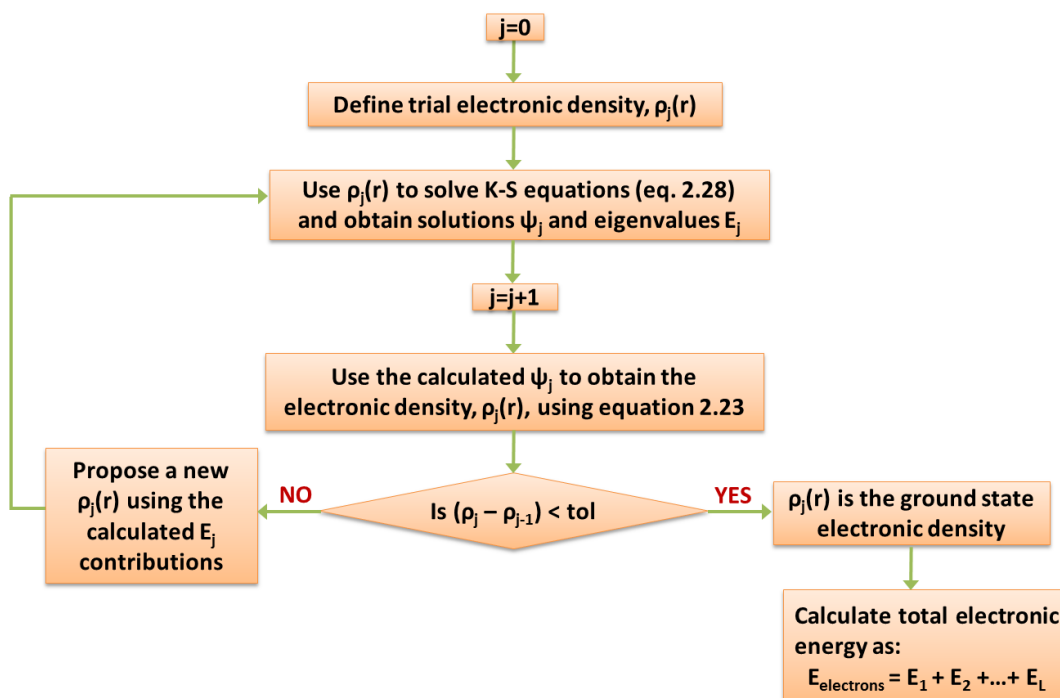 j=0
Define trial electronic density, ρj(r)
Use ρj(r) to solve K-S equations (eq. 2.28)
and obtain solutions ψj and eigenvalues Ej
j=j+1
Use the calculated ψj to obtain the
electronic density, ρj(r), using equation 2.23
Propose a new
ρj(r) using the
calculated Ej
contributions
NO
Is (ρj – ρj-1) < tol
YES
ρj(r) is the ground state
electronic density
Calculate total electronic
energy as:
Eelectrons = E1 + E2 +...+ EL